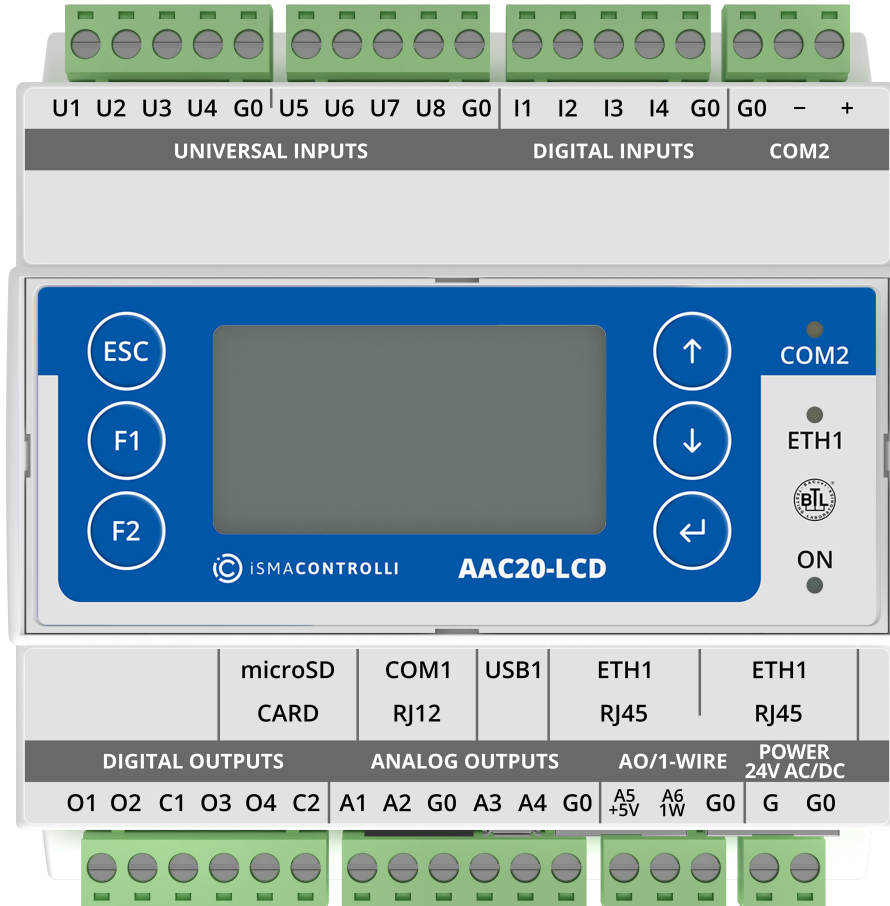 U1 U2 U3 U4 G0 U5 U6 U7 U8 G0 I1 I2 I3 I4 G0 G0 − +
UNIVERSAL INPUTS DIGITAL INPUTS COM2
ESC
F1
F2
↑
↓
↵
COM2
ETH1
BTL
ON
iSMACONTROLLI AAC20-LCD
microSD COM1 USB1 ETH1 ETH1
CARD RJ12 RJ45 RJ45
DIGITAL OUTPUTS ANALOG OUTPUTS AO/1-WIRE POWER
24V AC/DC
O1 O2 C1 O3 O4 C2 A1 A2 G0 A3 A4 G0 A5 A6 G0 G G0
+5V 1W